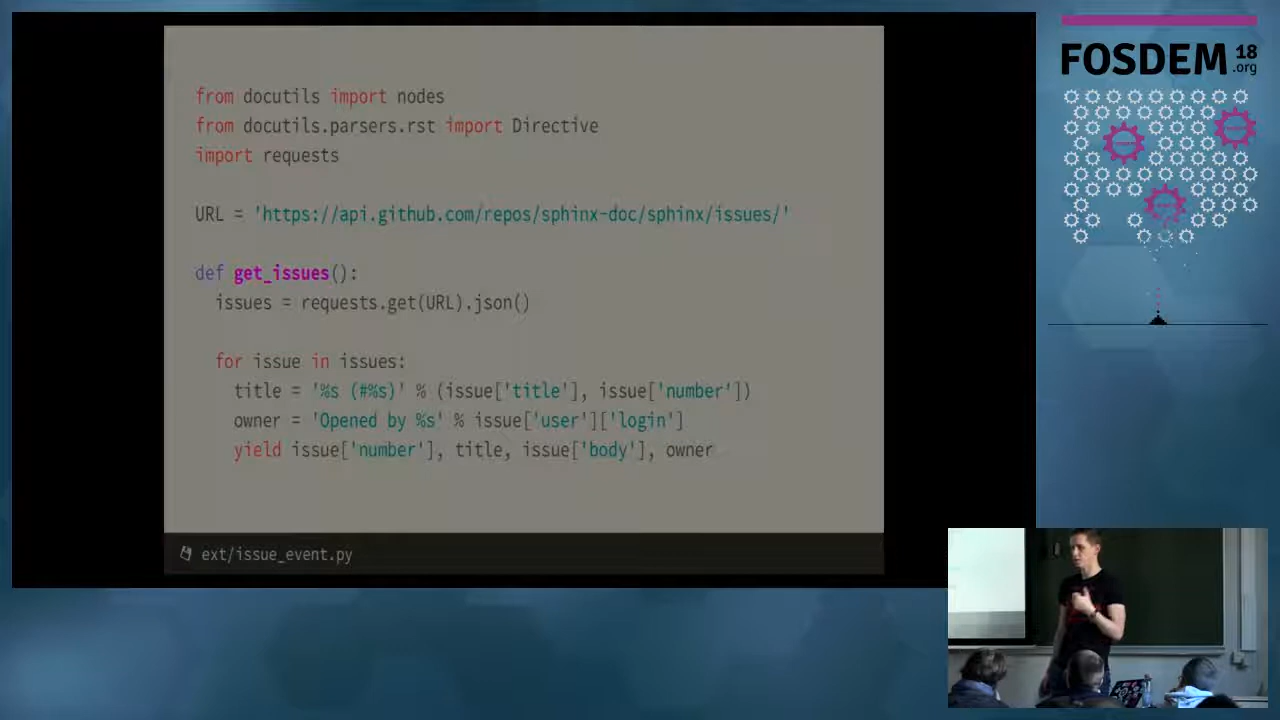 from docutils import nodes
from docutils.parsers.rst import Directive
import requests
URL = 'https://api.github.com/repos/sphinx-doc/sphinx/issues/'
def get_issues():
issues = requests.get(URL).json()
for issue in issues:
title = '%s (#%s)' % (issue['title'], issue['number'])
owner = 'Opened by %s' % issue['user']['login']
yield issue['number'], title, issue['body'], owner
ext/issue_event.py
FOSDEM 18
.org